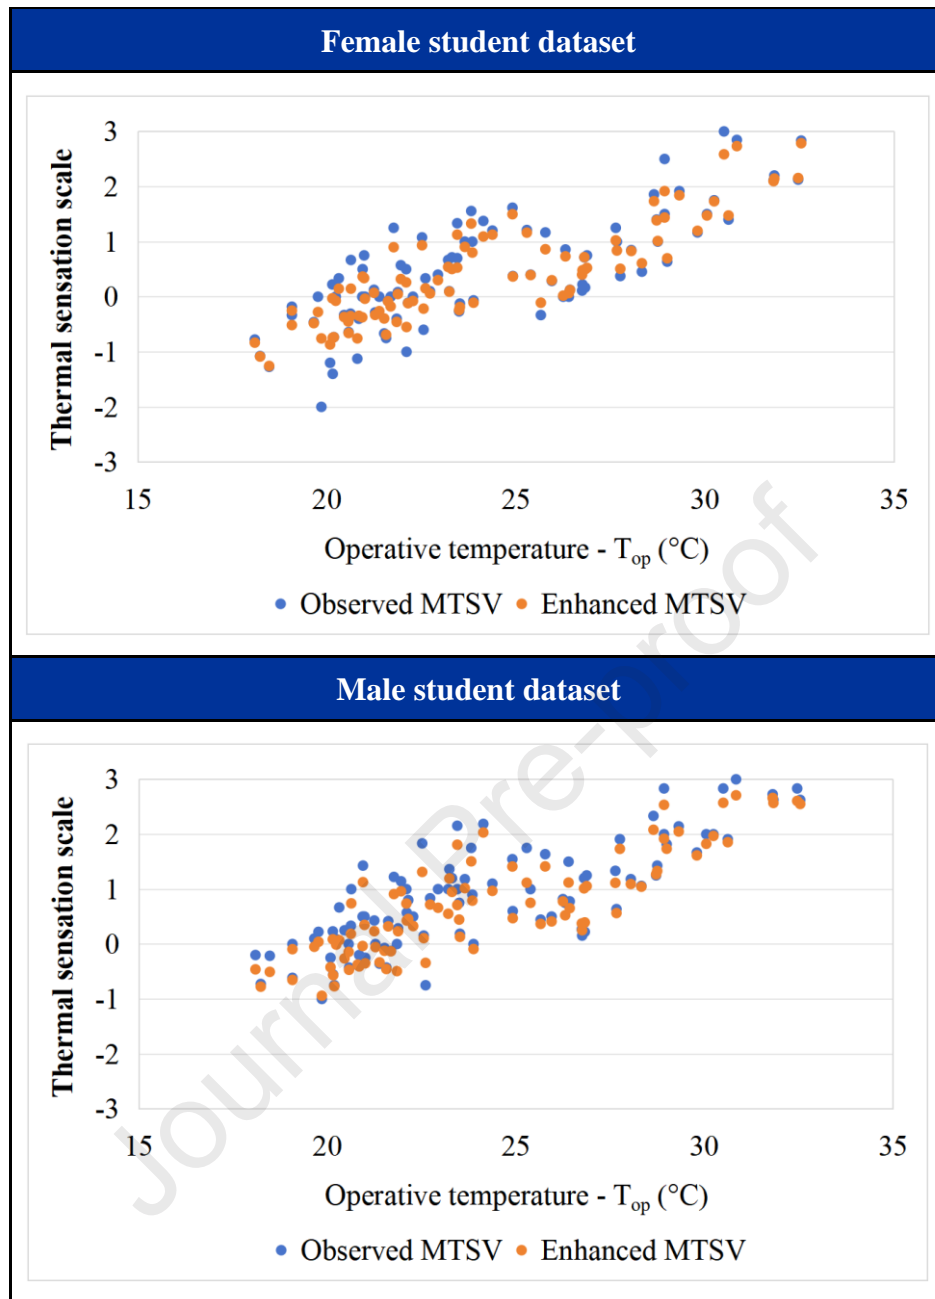 Female student dataset
3
2
1
0
-1
-2
-3
Thermal sensation scale
15 20 25 30 35
Operative temperature - Top (°C)
Observed MTSV Enhanced MTSV
Male student dataset
3
2
1
0
-1
-2
-3
Thermal sensation scale
15 20 25 30 35
Operative temperature - Top (°C)
Observed MTSV Enhanced MTSV
Journal Pre-proof